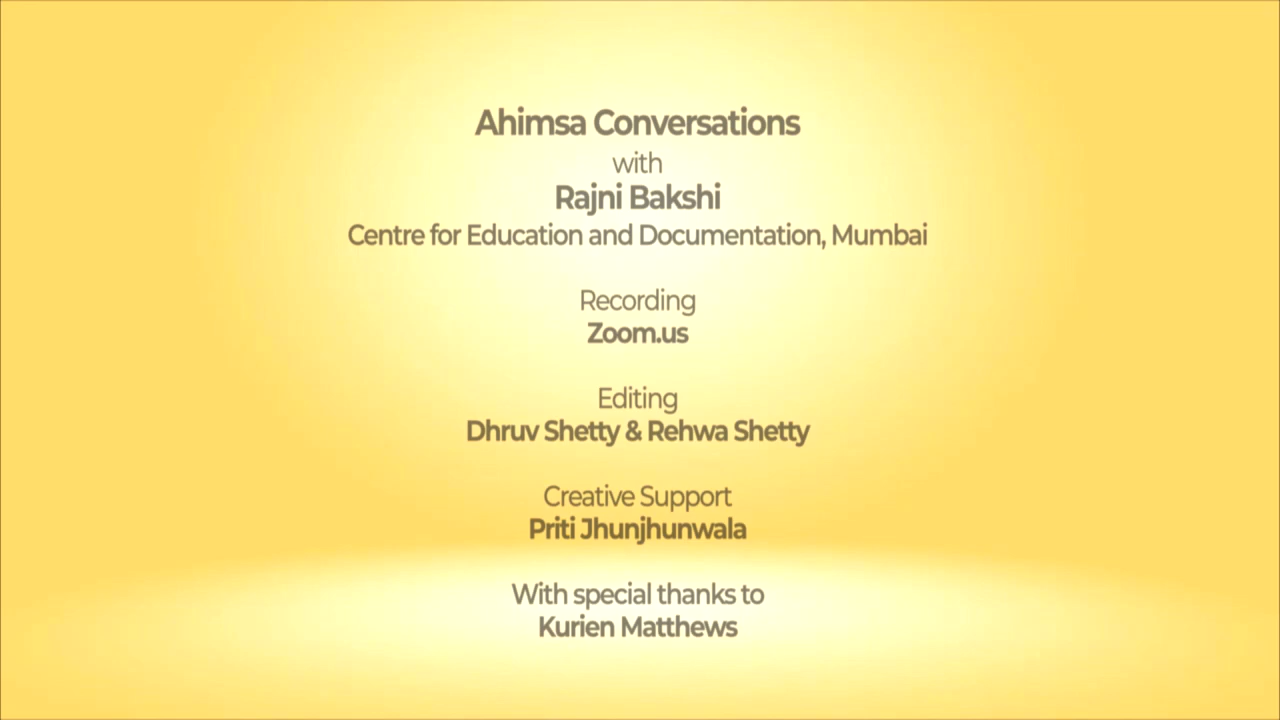 Ahimsa Conversations
with
Rajni Bakshi
Centre for Education and Documentation, Mumbai
Recording
Zoom.us
Editing
Dhruv Shetty & Rehwa Shetty
Creative Support
Priti Jhunjhunwala
With special thanks to
Kurien Matthews